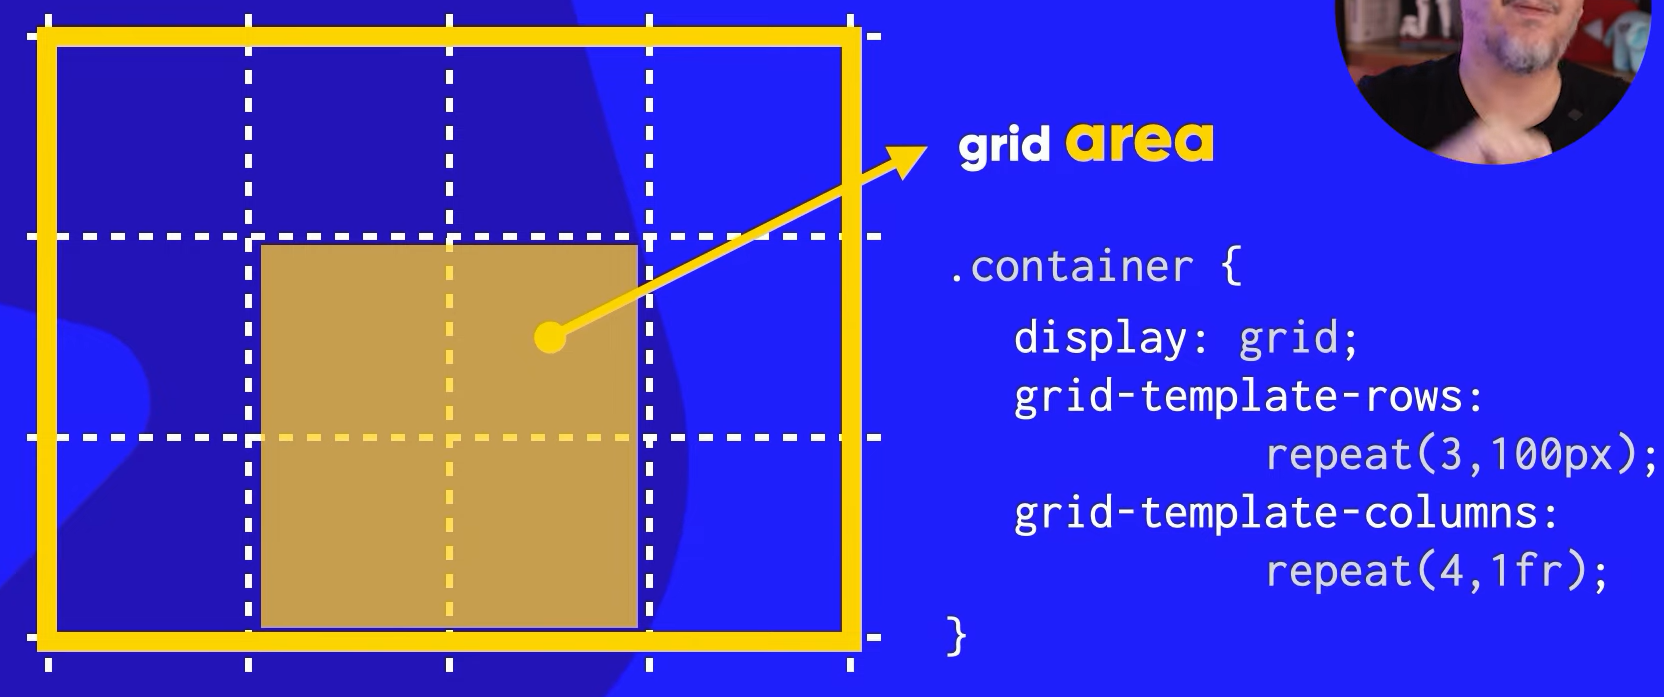 grid area
.container {
display: grid;
grid-template-rows:
repeat(3,100px);
grid-template-columns:
repeat(4,1fr);
}